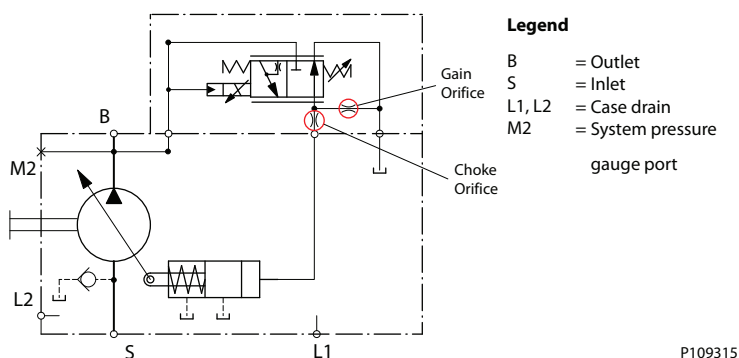 Legend
B = Outlet
S = Inlet
L1, L2 = Case drain
M2 = System pressure
gauge port
Gain
Orifice
Choke
Orifice
B
M2
L2
S
L1
P109315